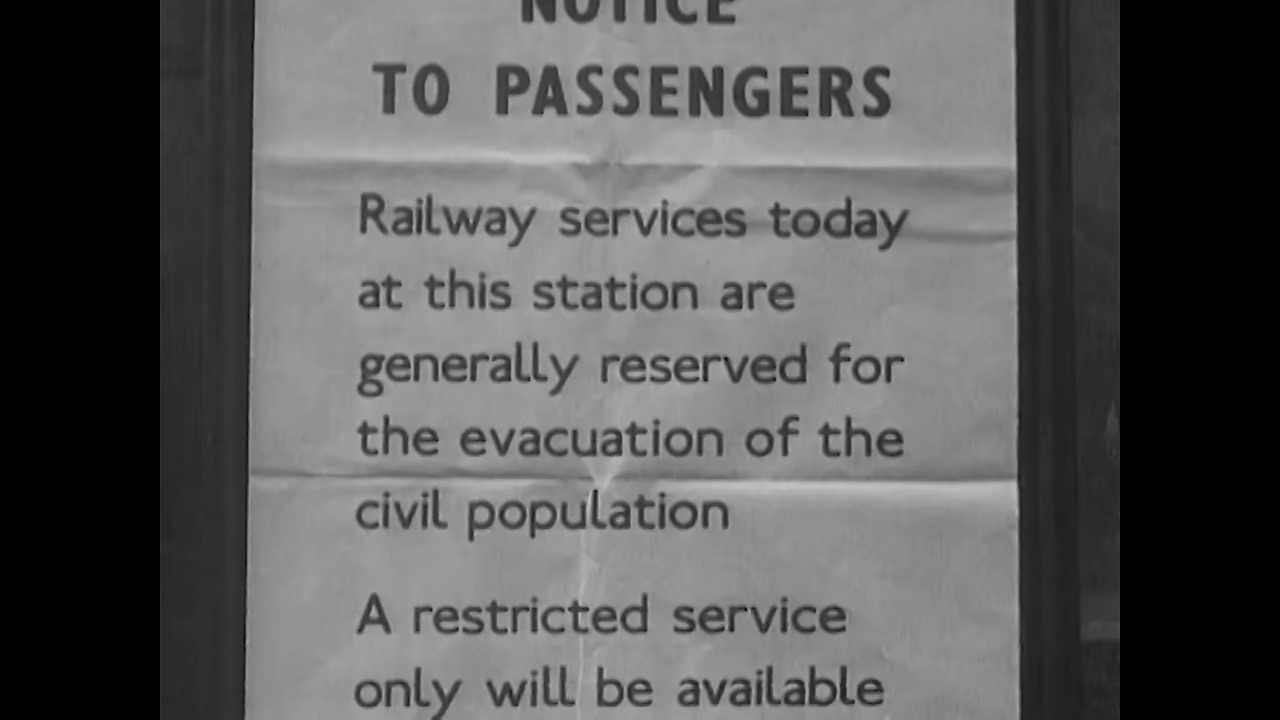 NOTICE
TO PASSENGERS
Railway services today
at this station are
generally reserved for
the evacuation of the
civil population
A restricted service
only will be available